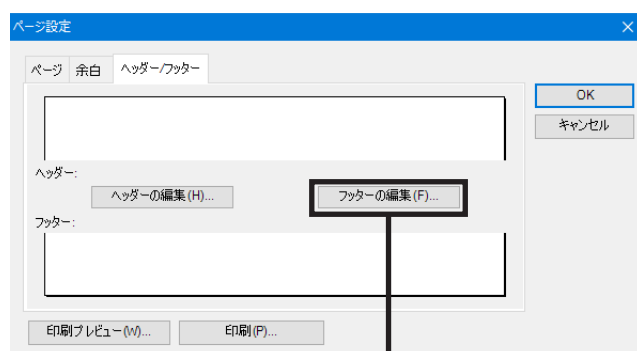 ページ設定
ページ 余白 ヘッダー/フッター
OK
キャンセル
ヘッダー:
ヘッダーの編集(H)... フッターの編集(F)...
フッター:
印刷プレビュー(W)... 印刷(P)...